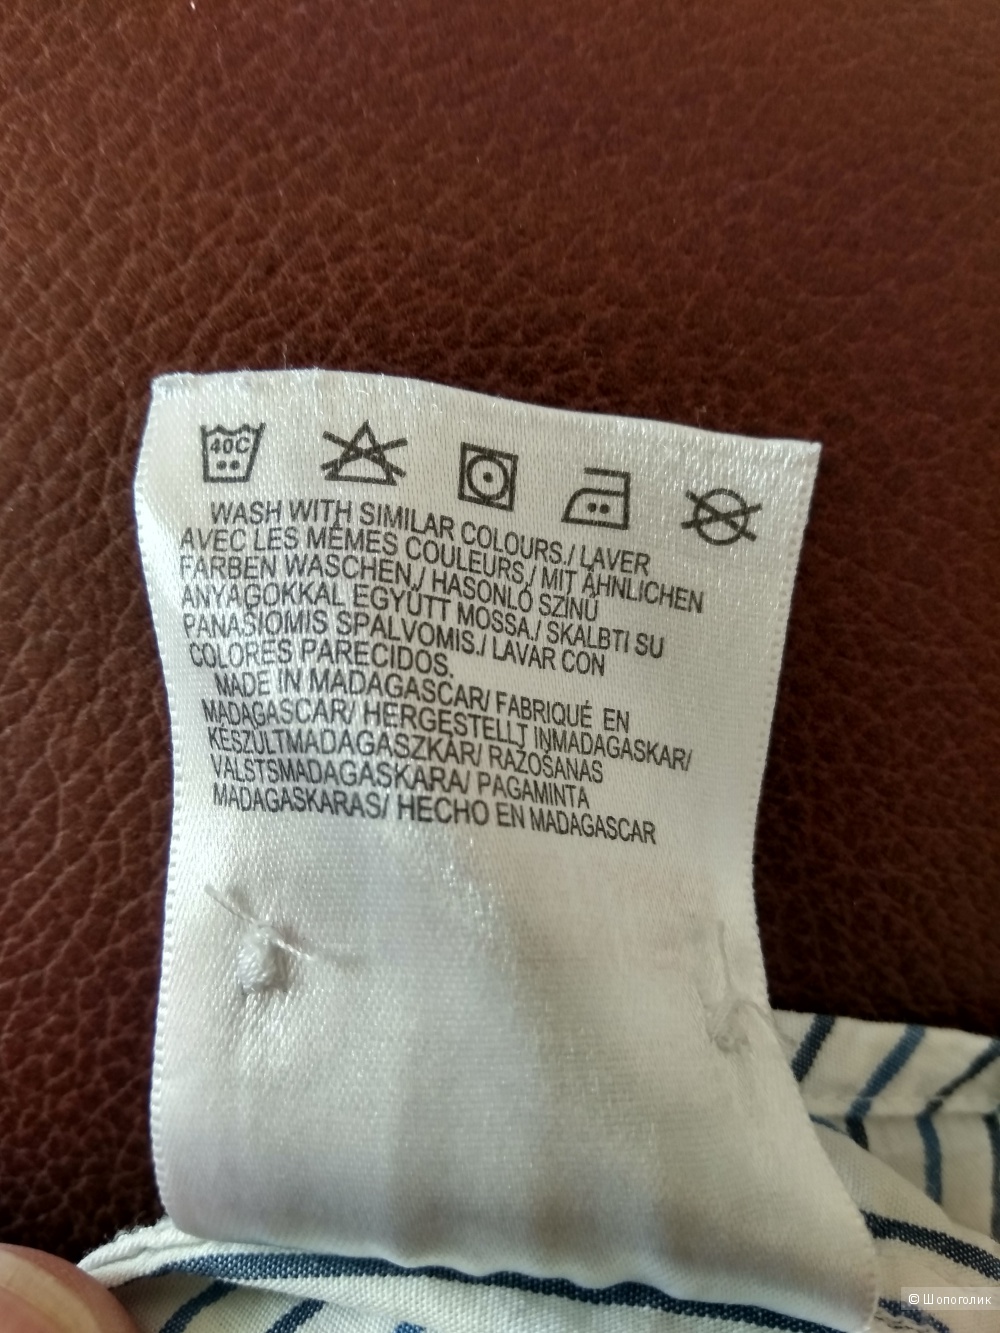 40C
WASH WITH SIMILAR COLOURS./ LAVER
AVEC LES MÊMES COULEURS./ MIT ÄHNLICHEN
FARBEN WASCHEN./ HASONLÓ SZÍNŰ
ANYAGOKKAL EGYÜTT MOSSA./ SKALBTI SU
PANAŠIOMIS SPALVOMIS./ LAVAR CON
COLORES PARECIDOS.
MADE IN MADAGASCAR/ FABRIQUÉ EN
MADAGASCAR/ HERGESTELLT INMADAGASKAR/
KÉSZÜLTMADAGASZKÁR/ RAŽOŠANAS
VALSTSMADAGASKARA/ PAGAMINTA
MADAGASKARAS/ HECHO EN MADAGASCAR
© Шопоголик